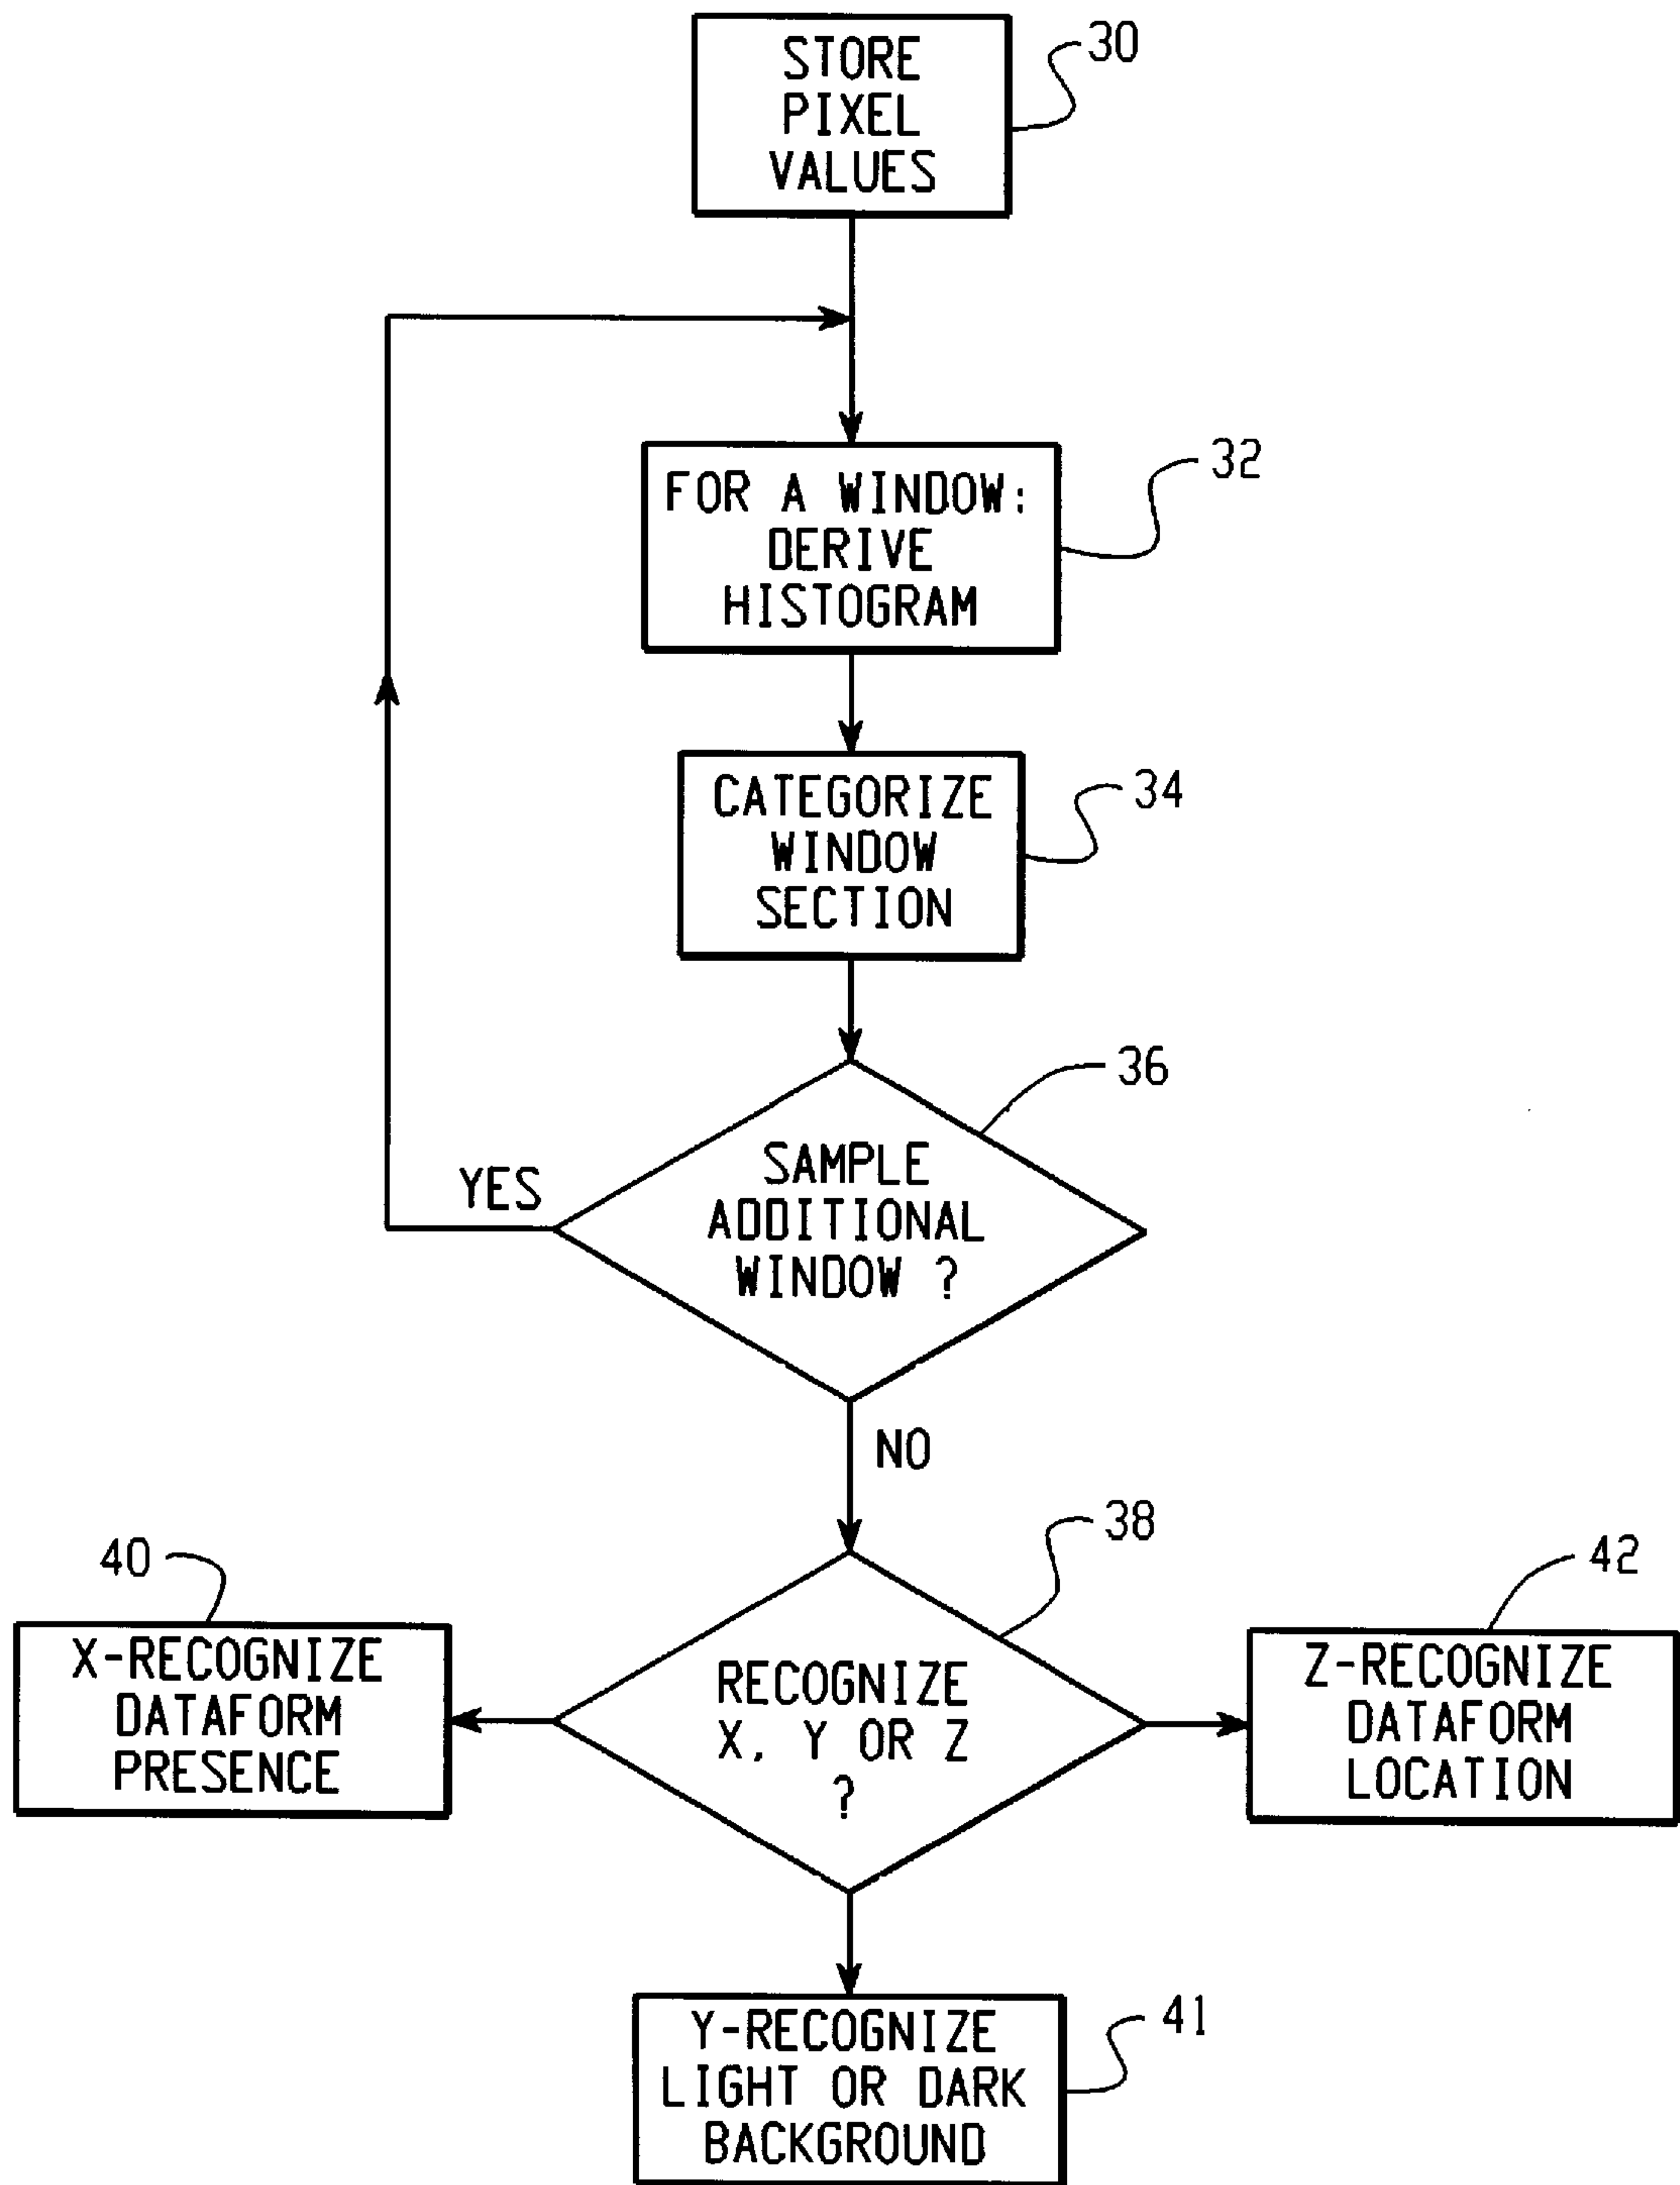 STORE
PIXEL
VALUES
30
FOR A WINDOW:
DERIVE
HISTOGRAM
32
CATEGORIZE
WINDOW
SECTION
34
36
SAMPLE
ADDITIONAL
WINDOW ?
YES
NO
38
40
42
X-RECOGNIZE
DATAFORM
PRESENCE
RECOGNIZE
X, Y OR Z
?
Z-RECOGNIZE
DATAFORM
LOCATION
Y-RECOGNIZE
LIGHT OR DARK
BACKGROUND
41